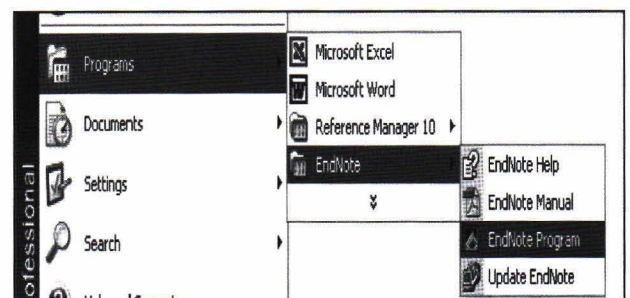 Programs
Documents
Settings
Search
Microsoft Excel
Microsoft Word
Reference Manager 10
EndNote
EndNote Help
EndNote Manual
EndNote Program
Update EndNote
ofessional